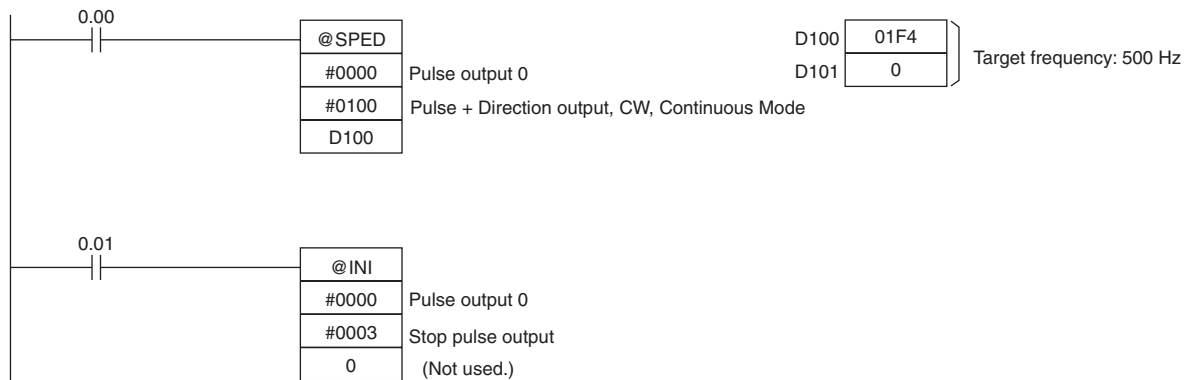 0.00
@SPED
#0000 Pulse output 0
#0100 Pulse + Direction output, CW, Continuous Mode
D100
D100 01F4
D101 0
Target frequency: 500 Hz
0.01
@INI
#0000 Pulse output 0
#0003 Stop pulse output
0 (Not used.)